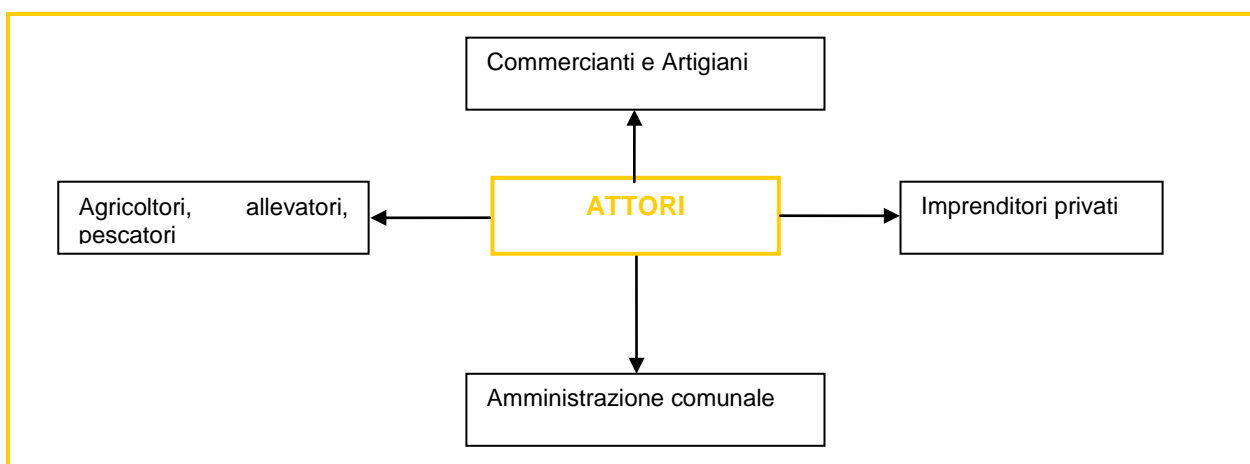 Commercianti e Artigiani
ATTORI
Agricoltori, allevatori,
pescatori
Imprenditori privati
Amministrazione comunale